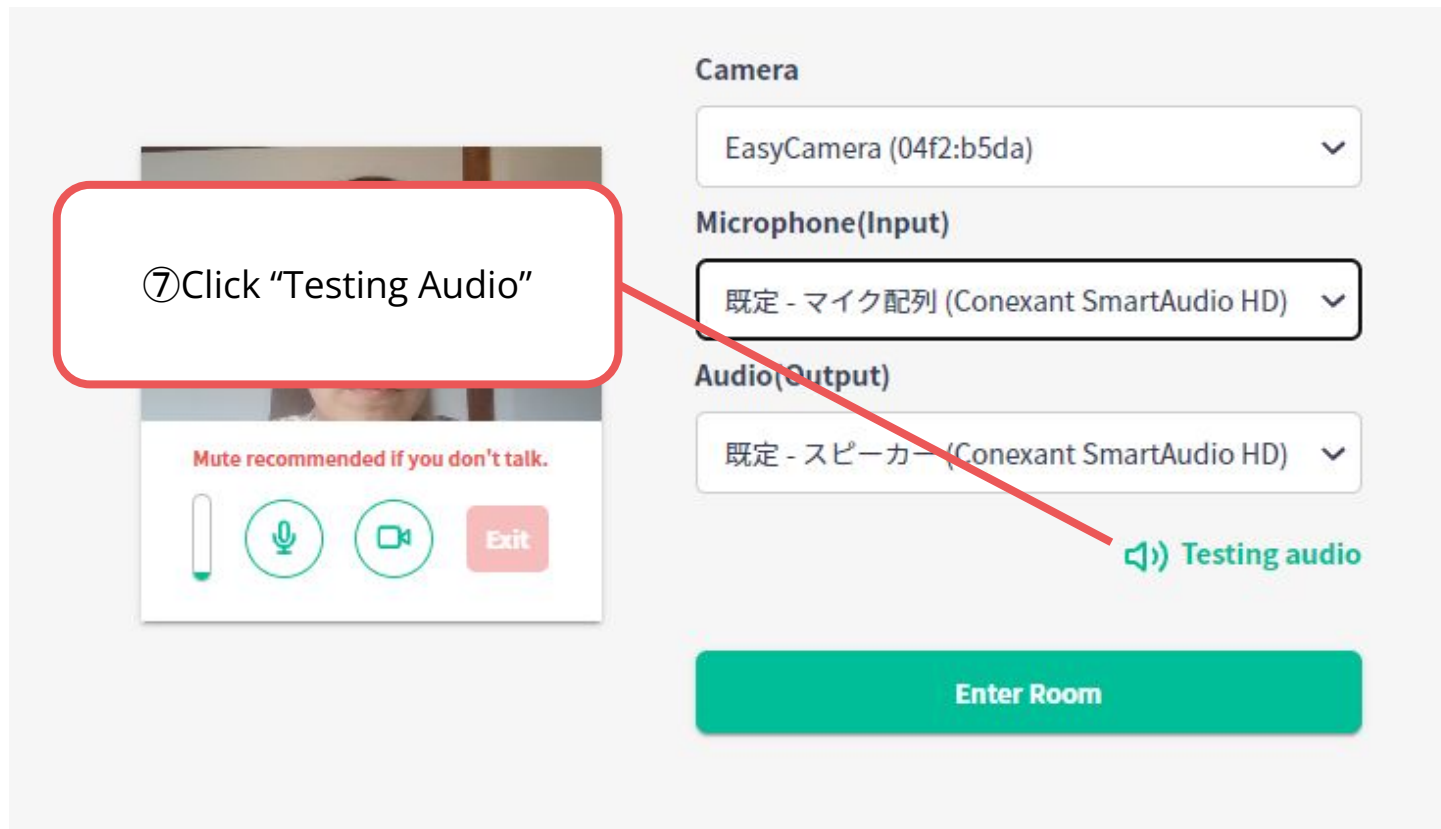 Camera
EasyCamera (04f2:b5da)
Microphone(Input)
⑦Click “Testing Audio”
既定 - マイク配列 (Conexant SmartAudio HD)
Audio(Output)
既定 - スピーカー (Conexant SmartAudio HD)
Mute recommended if you don't talk.
Exit
Testing audio
Enter Room